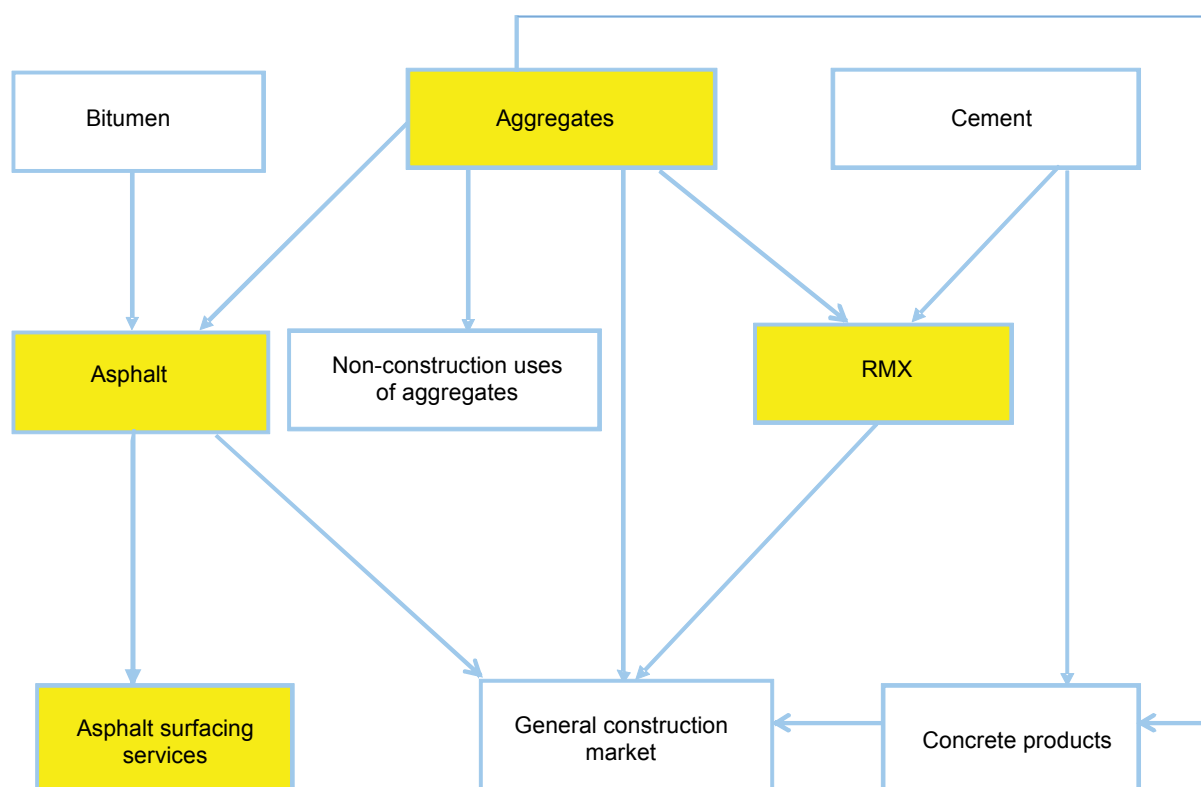 Bitumen
Aggregates
Cement
Asphalt
Non-construction uses
of aggregates
RMX
Asphalt surfacing
services
General construction
market
Concrete products